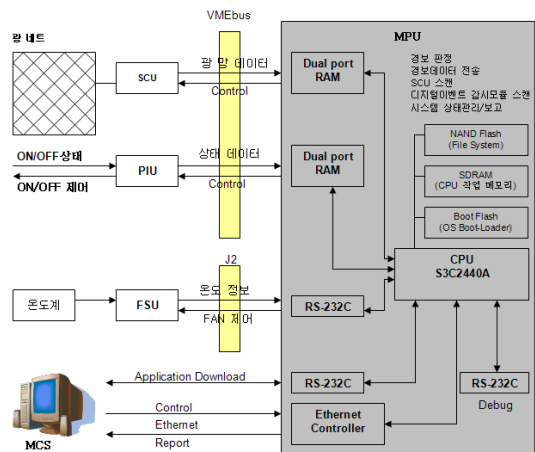 VMEbus
MPU
광 네트
SCU
광 망 데이터
Control
Dual port
RAM
경보 판정
경보데이터 전송
SCU 스캔
디지털이벤트 감시모듈 스캔
시스템 상태관리/보고
NAND Flash
(File System)
ON/OFF상태
ON/OFF 제어
PIU
상태 데이터
Control
Dual port
RAM
SDRAM
(CPU 작업 메모리)
Boot Flash
(OS Boot-Loader)
CPU
S3C2440A
J2
온도계
FSU
온도 정보
FAN 제어
RS-232C
Application Download
RS-232C
RS-232C
Debug
Control
Ethernet
Report
Ethernet
Controller
MCS